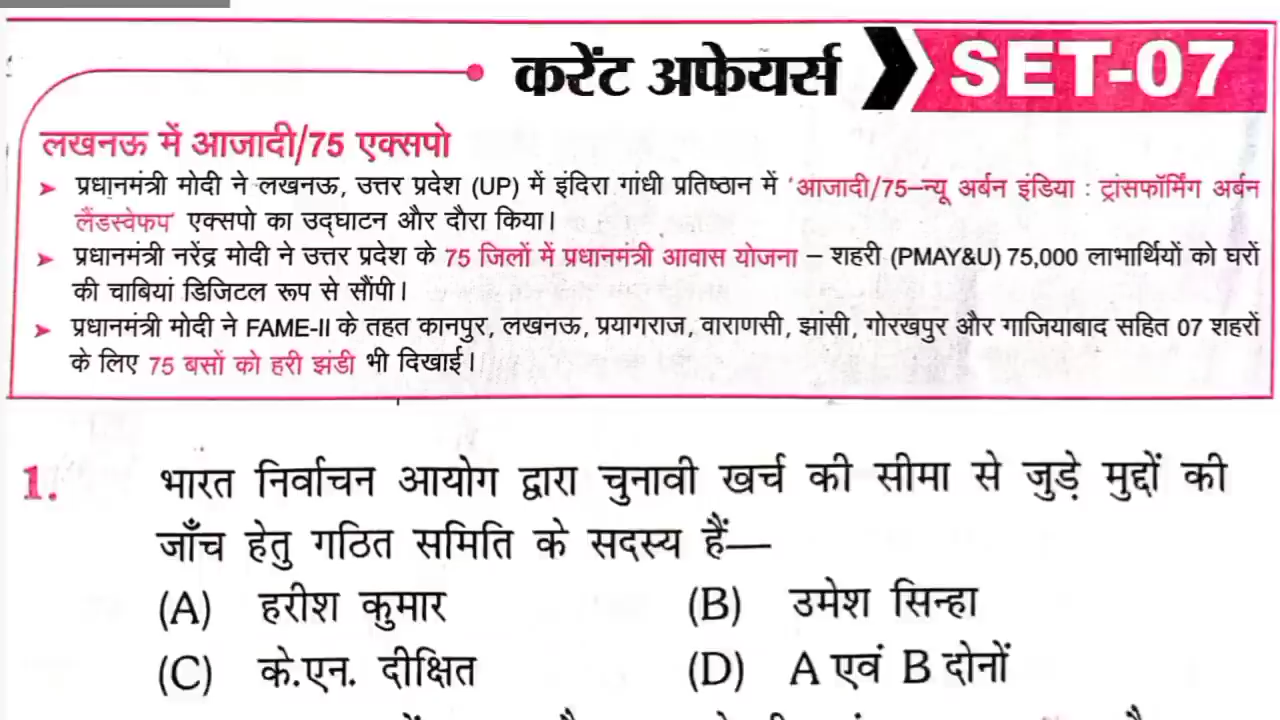 करेंट अफेयर्स SET-07
लखनऊ में आजादी/75 एक्सपो
➤ प्रधानमंत्री मोदी ने लखनऊ, उत्तर प्रदेश (UP) में इंदिरा गांधी प्रतिष्ठान में 'आजादी/75–न्यू अर्बन इंडिया : ट्रांसफॉर्मिंग अर्बन
लैंडस्वेफप' एक्सपो का उद्घाटन और दौरा किया।
➤ प्रधानमंत्री नरेंद्र मोदी ने उत्तर प्रदेश के 75 जिलों में प्रधानमंत्री आवास योजना – शहरी (PMAY&U) 75,000 लाभार्थियों को घरों
की चाबियां डिजिटल रूप से सौंपी।
➤ प्रधानमंत्री मोदी ने FAME-II के तहत कानपुर, लखनऊ, प्रयागराज, वाराणसी, झांसी, गोरखपुर और गाजियाबाद सहित 07 शहरों
के लिए 75 बसों को हरी झंडी भी दिखाई।
1. भारत निर्वाचन आयोग द्वारा चुनावी खर्च की सीमा से जुड़े मुद्दों की
जाँच हेतु गठित समिति के सदस्य हैं—
(A) हरीश कुमार (B) उमेश सिन्हा
(C) के.एन. दीक्षित (D) A एवं B दोनों